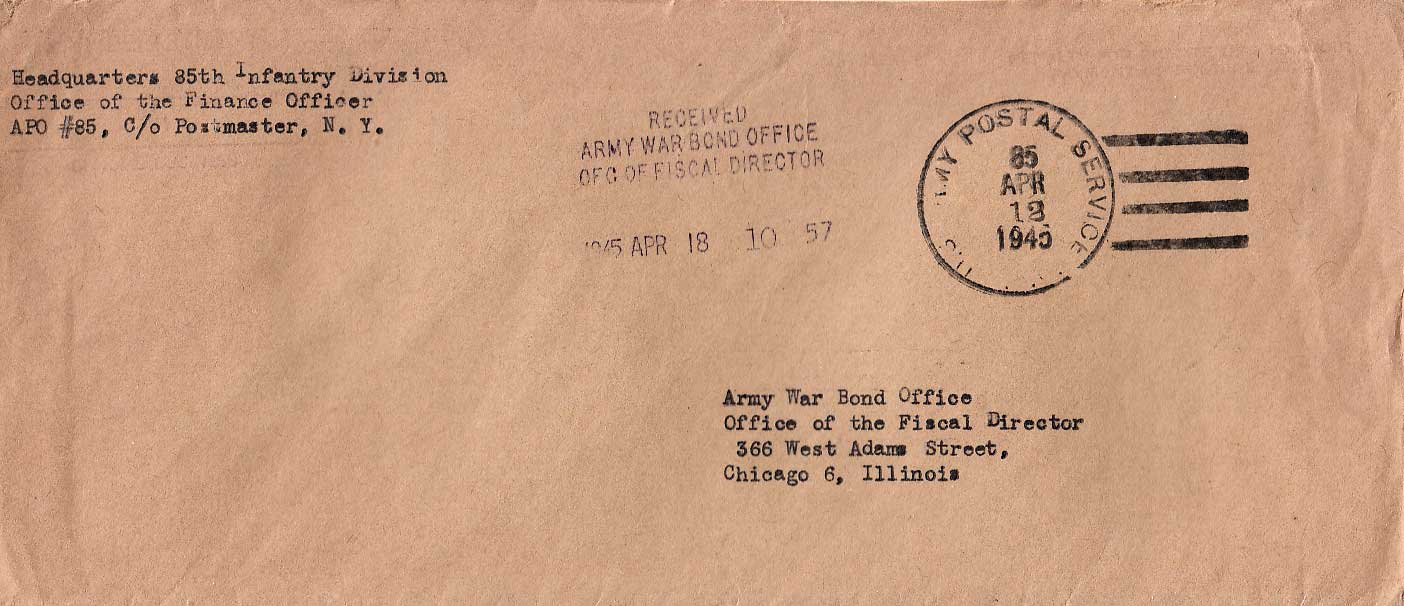 Headquarters 85th Infantry Division
Office of the Finance Officer
APO #85, C/o Postmaster, N. Y.
RECEIVED
ARMY WAR BOND OFFICE
OFC OF FISCAL DIRECTOR
1945 APR 18 10 57
U.S. ARMY POSTAL SERVICE
85
APR
1945
Army War Bond Office
Office of the Fiscal Director
366 West Adams Street,
Chicago 6, Illinois